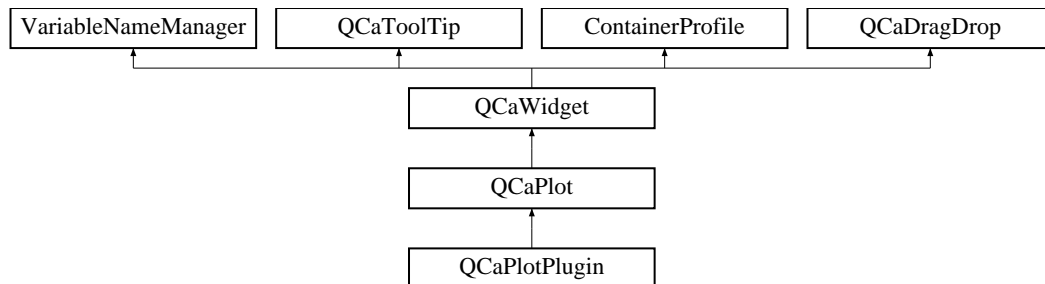 VariableNameManager
QCaToolTip
ContainerProfile
QCaDragDrop
QCaWidget
QCaPlot
QCaPlotPlugin